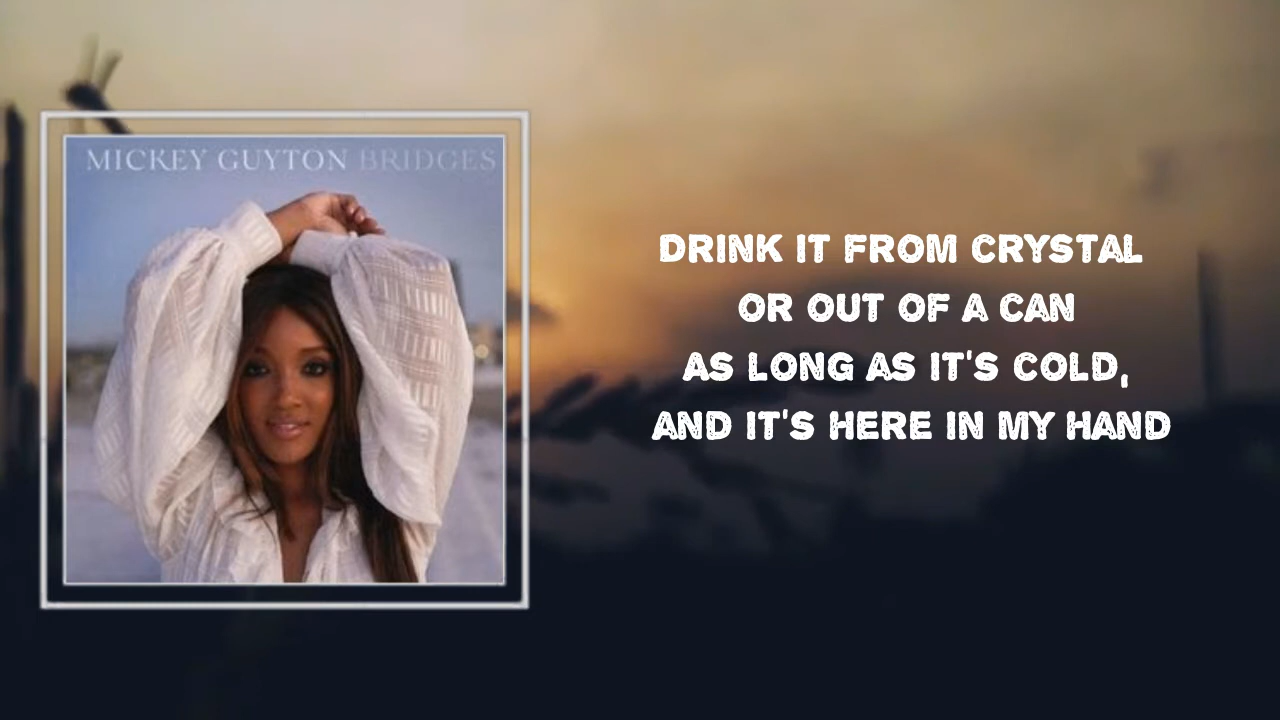 MICKEY GUYTON BRIDGES
DRINK IT FROM CRYSTAL
OR OUT OF A CAN
AS LONG AS IT'S COLD,
AND IT'S HERE IN MY HAND